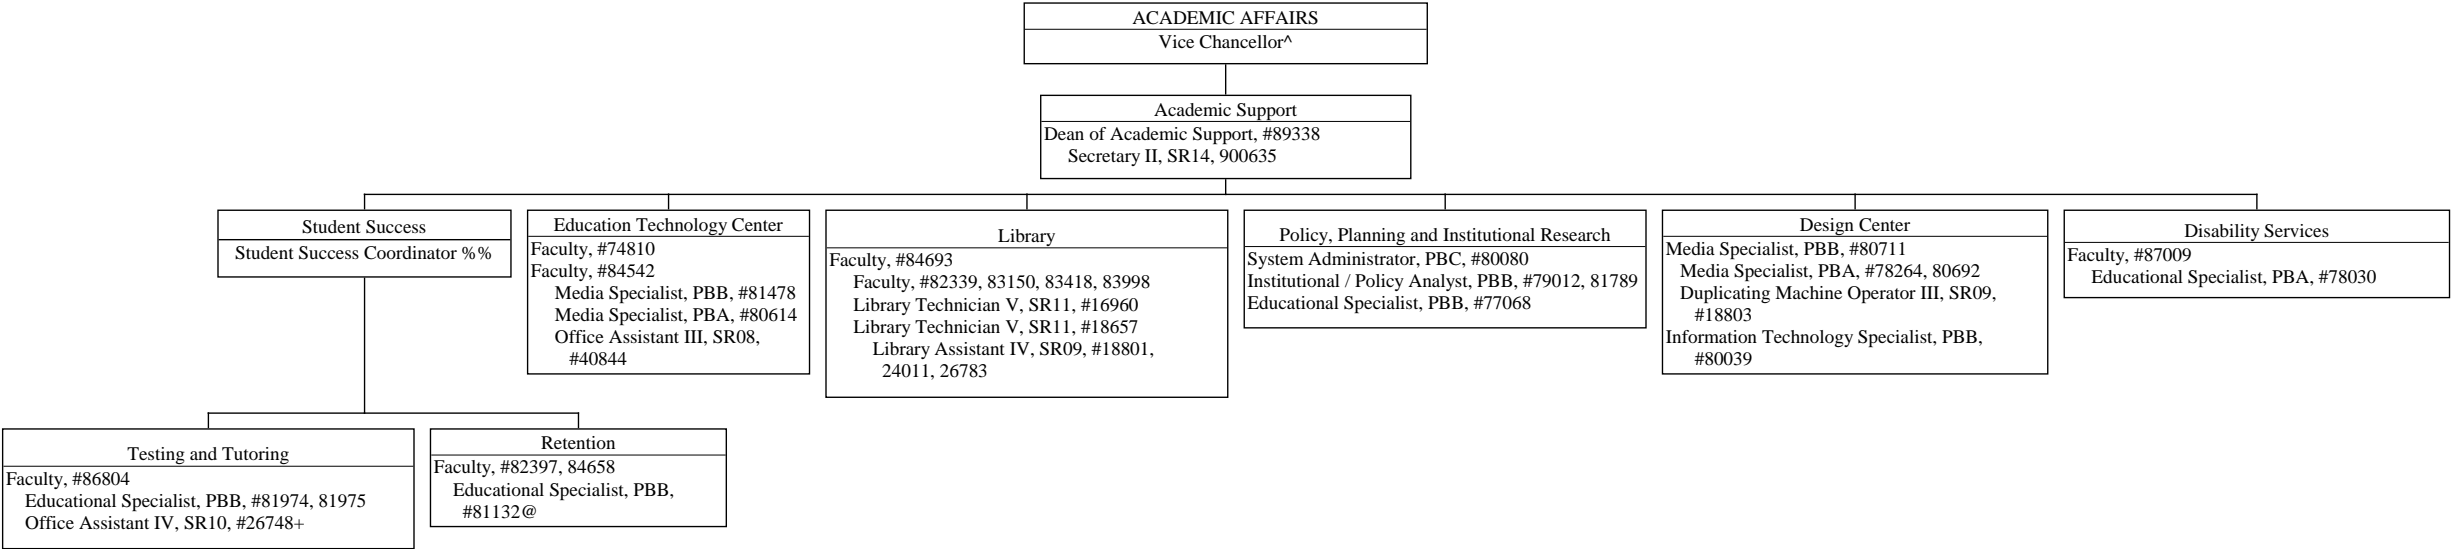 ACADEMIC AFFAIRS
Vice Chancellor^
Academic Support
Dean of Academic Support, #89338
Secretary II, SR14, 900635
Student Success
Student Success Coordinator %%
Education Technology Center
Faculty, #74810
Faculty, #84542
Media Specialist, PBB, #81478
Media Specialist, PBA, #80614
Office Assistant III, SR08,
#40844
Library
Faculty, #84693
Faculty, #82339, 83150, 83418, 83998
Library Technician V, SR11, #16960
Library Technician V, SR11, #18657
Library Assistant IV, SR09, #18801,
24011, 26783
Policy, Planning and Institutional Research
System Administrator, PBC, #80080
Institutional / Policy Analyst, PBB, #79012, 81789
Educational Specialist, PBB, #77068
Design Center
Media Specialist, PBB, #80711
Media Specialist, PBA, #78264, 80692
Duplicating Machine Operator III, SR09,
#18803
Information Technology Specialist, PBB,
#80039
Disability Services
Faculty, #87009
Educational Specialist, PBA, #78030
Testing and Tutoring
Faculty, #86804
Educational Specialist, PBB, #81974, 81975
Office Assistant IV, SR10, #26748+
Retention
Faculty, #82397, 84658
Educational Specialist, PBB,
#81132@